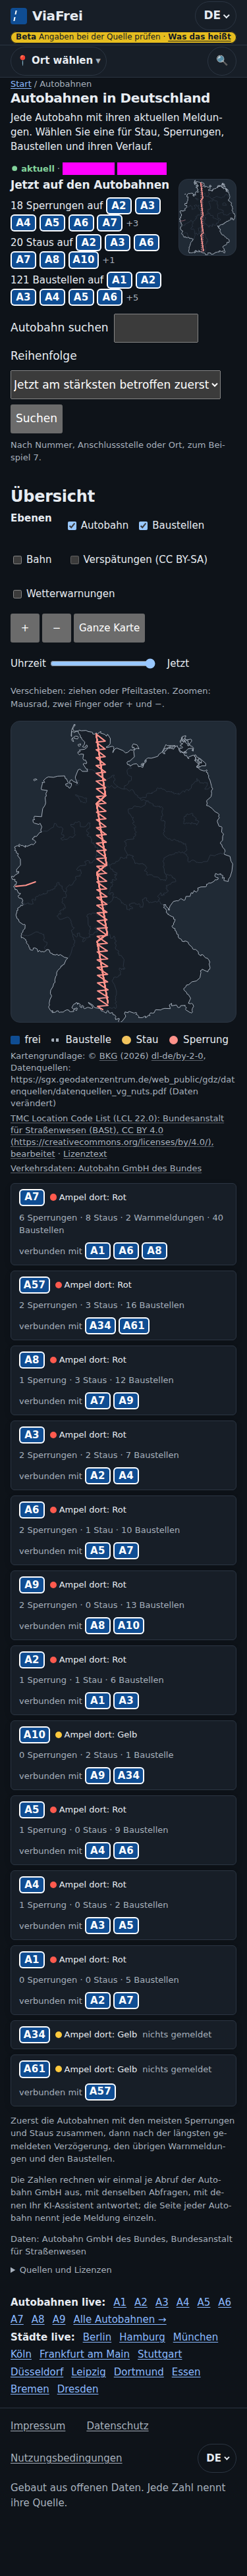 ViaFrei
DE
Beta Angaben bei der Quelle prüfen · Was das heißt
Ort wählen ▾
Start / Autobahnen
Autobahnen in Deutschland
Jede Autobahn mit ihren aktuellen Meldun-
gen. Wählen Sie eine für Stau, Sperrungen,
Baustellen und ihren Verlauf.
aktuell ·
Jetzt auf den Autobahnen
18 Sperrungen auf A2 A3
A4 A5 A6 A7 +3
20 Staus auf A2 A3 A6
A7 A8 A10 +1
121 Baustellen auf A1 A2
A3 A4 A5 A6 +5
Autobahn suchen
Reihenfolge
Jetzt am stärksten betroffen zuerst
Suchen
Nach Nummer, Anschlussstelle oder Ort, zum Bei-
spiel 7.
Übersicht
Ebenen
Autobahn Baustellen
Bahn Verspätungen (CC BY-SA)
Wetterwarnungen
+ − Ganze Karte
Uhrzeit Jetzt
Verschieben: ziehen oder Pfeiltasten. Zoomen:
Mausrad, zwei Finger oder + und −.
frei Baustelle Stau Sperrung
Kartengrundlage: © BKG (2026) dl-de/by-2-0,
Datenquellen:
https://sgx.geodatenzentrum.de/web_public/gdz/dat
enquellen/datenquellen_vg_nuts.pdf (Daten
verändert)
TMC Location Code List (LCL 22.0): Bundesanstalt
für Straßenwesen (BASt), CC BY 4.0
(https://creativecommons.org/licenses/by/4.0/),
bearbeitet · Lizenztext
Verkehrsdaten: Autobahn GmbH des Bundes
A7 Ampel dort: Rot
6 Sperrungen · 8 Staus · 2 Warnmeldungen · 40
Baustellen
verbunden mit A1 A6 A8
A57 Ampel dort: Rot
2 Sperrungen · 3 Staus · 16 Baustellen
verbunden mit A34 A61
A8 Ampel dort: Rot
1 Sperrung · 3 Staus · 12 Baustellen
verbunden mit A7 A9
A3 Ampel dort: Rot
2 Sperrungen · 2 Staus · 7 Baustellen
verbunden mit A2 A4
A6 Ampel dort: Rot
2 Sperrungen · 1 Stau · 10 Baustellen
verbunden mit A5 A7
A9 Ampel dort: Rot
2 Sperrungen · 0 Staus · 13 Baustellen
verbunden mit A8 A10
A2 Ampel dort: Rot
1 Sperrung · 1 Stau · 6 Baustellen
verbunden mit A1 A3
A10 Ampel dort: Gelb
0 Sperrungen · 2 Staus · 1 Baustelle
verbunden mit A9 A34
A5 Ampel dort: Rot
1 Sperrung · 0 Staus · 9 Baustellen
verbunden mit A4 A6
A4 Ampel dort: Rot
1 Sperrung · 0 Staus · 2 Baustellen
verbunden mit A3 A5
A1 Ampel dort: Rot
0 Sperrungen · 0 Staus · 5 Baustellen
verbunden mit A2 A7
A34 Ampel dort: Gelb nichts gemeldet
A61 Ampel dort: Gelb nichts gemeldet
verbunden mit A57
Zuerst die Autobahnen mit den meisten Sperrungen
und Staus zusammen, dann nach der längsten ge-
meldeten Verzögerung, den übrigen Warnmeldun-
gen und den Baustellen.
Die Zahlen rechnen wir einmal je Abruf der Auto-
bahn GmbH aus, mit denselben Abfragen, mit de-
nen Ihr KI-Assistent antwortet; die Seite jeder Auto-
bahn nennt jede Meldung einzeln.
Daten: Autobahn GmbH des Bundes, Bundesanstalt
für Straßenwesen
Quellen und Lizenzen
Autobahnen live: A1 A2 A3 A4 A5 A6
A7 A8 A9 Alle Autobahnen →
Städte live: Berlin Hamburg München
Köln Frankfurt am Main Stuttgart
Düsseldorf Leipzig Dortmund Essen
Bremen Dresden
Impressum Datenschutz
Nutzungsbedingungen DE
Gebaut aus offenen Daten. Jede Zahl nennt
ihre Quelle.